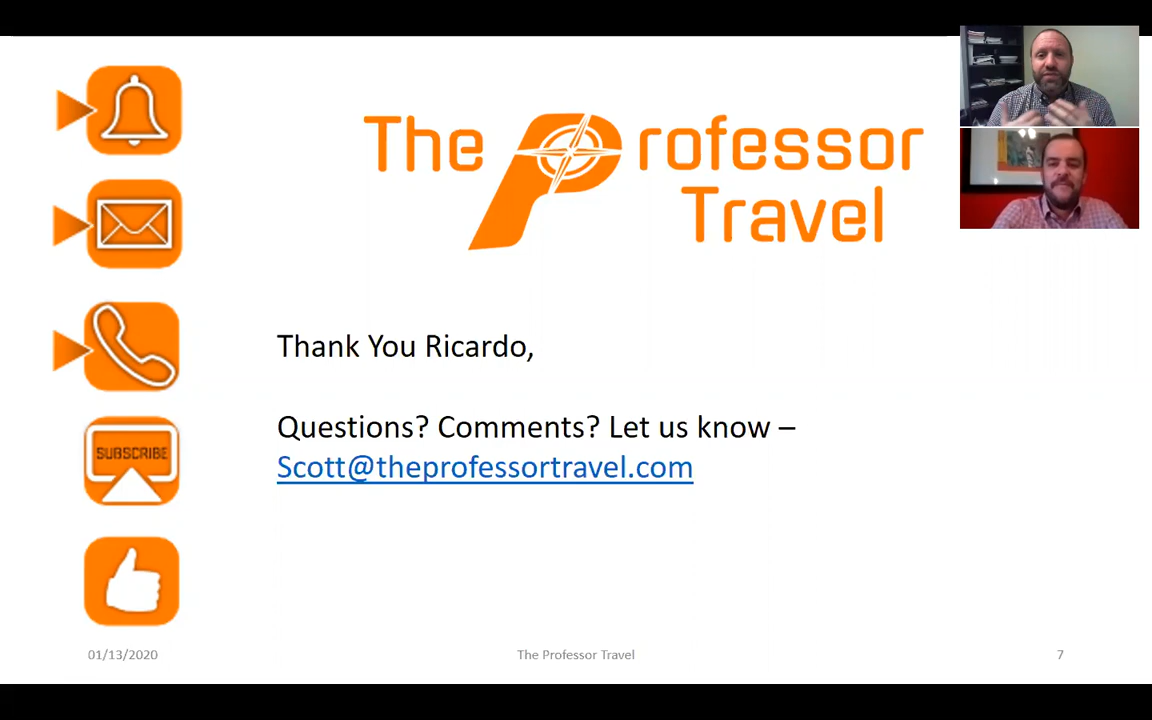 The Professor
Travel
Thank You Ricardo,
Questions? Comments? Let us know –
Scott@theprofessortravel.com
SUBSCRIBE
01/13/2020
The Professor Travel
7